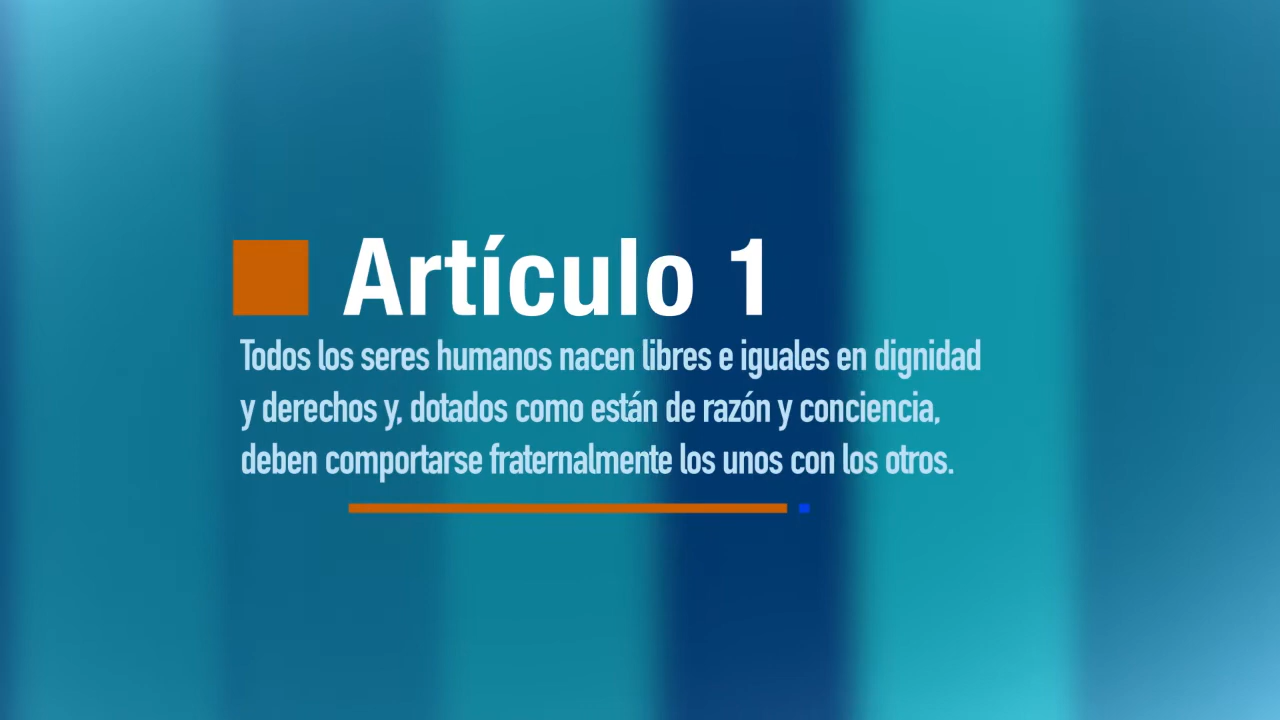 Artículo 1
Todos los seres humanos nacen libres e iguales en dignidad
y derechos y, dotados como están de razón y conciencia,
deben comportarse fraternalmente los unos con los otros.